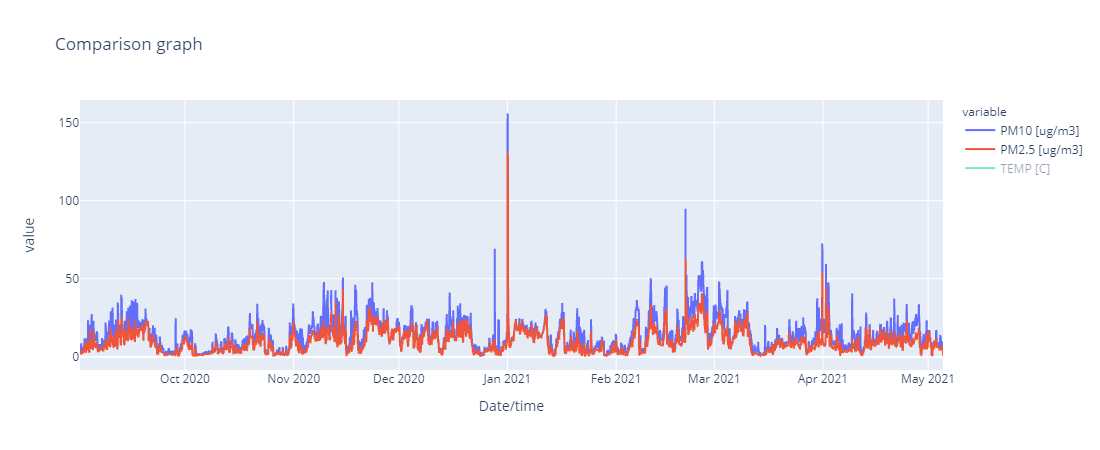 Comparison graph
variable
PM10 [ug/m3]
PM2.5 [ug/m3]
TEMP [C]
150
100
50
0
value
Oct 2020
Nov 2020
Dec 2020
Jan 2021
Feb 2021
Mar 2021
Apr 2021
May 2021
Date/time